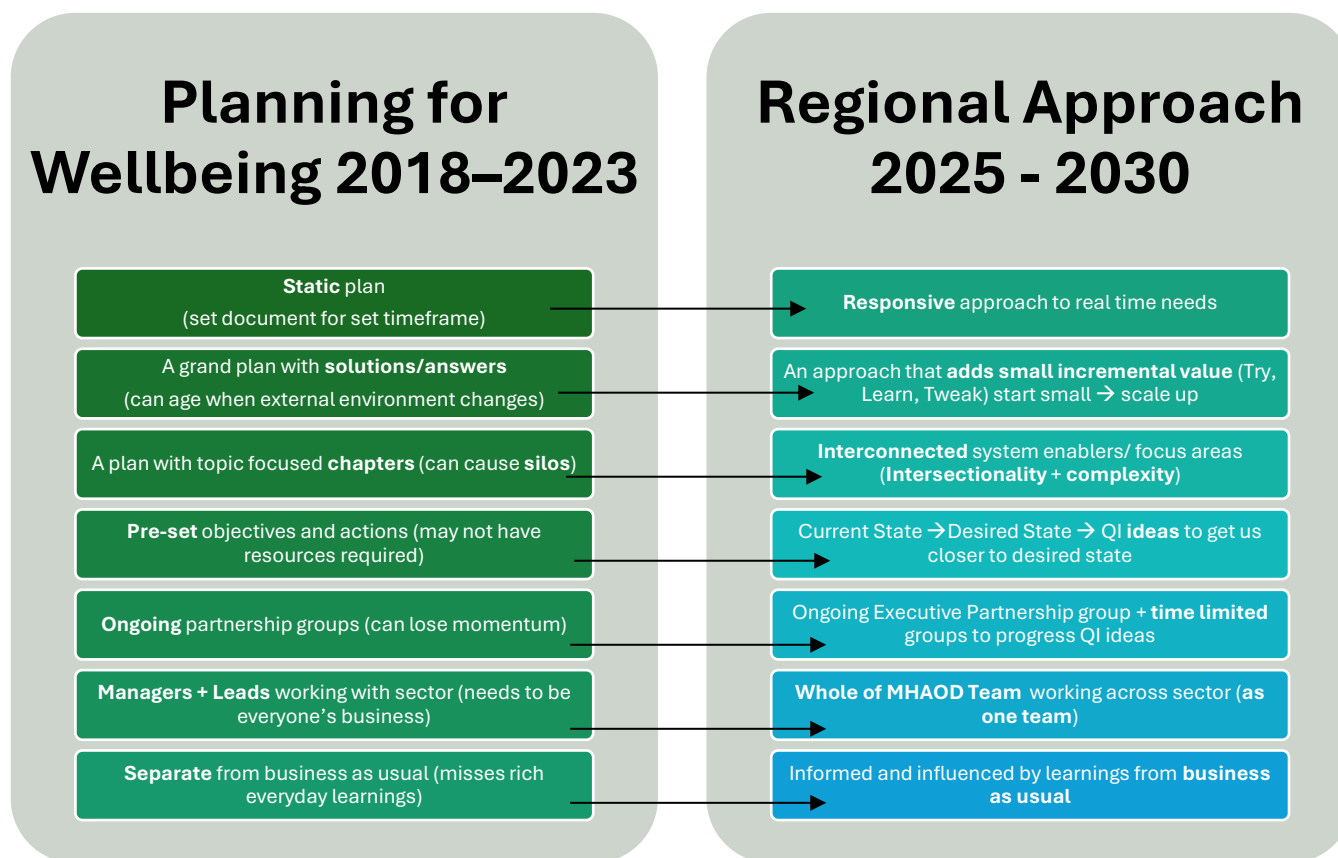 Planning for
Wellbeing 2018–2023
Static plan
(set document for set timeframe)
A grand plan with solutions/answers
(can age when external environment changes)
A plan with topic focused chapters (can cause silos)
Pre-set objectives and actions (may not have
resources required)
Ongoing partnership groups (can lose momentum)
Managers + Leads working with sector (needs to be
everyone’s business)
Separate from business as usual (misses rich
everyday learnings)
Regional Approach
2025 - 2030
Responsive approach to real time needs
An approach that adds small incremental value (Try,
Learn, Tweak) start small → scale up
Interconnected system enablers/ focus areas
(Intersectionality + complexity)
Current State →Desired State → QI ideas to get us
closer to desired state
Ongoing Executive Partnership group + time limited
groups to progress QI ideas
Whole of MHAOD Team  working across sector (as
one team)
Informed and influenced by learnings from business
as usual